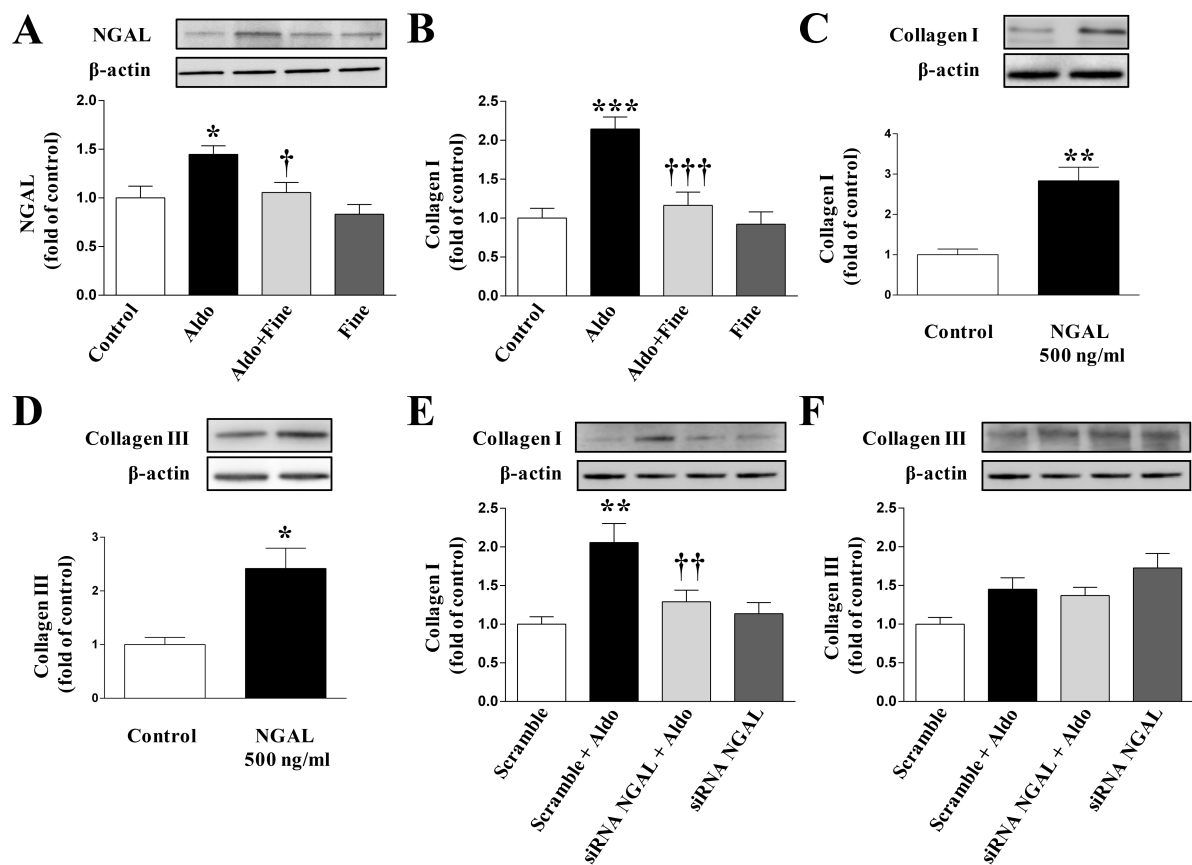 A
NGAL
β-actin
2.0
1.5
1.0
0.5
0.0
NGAL
(fold of control)
*
†
Control
Aldo
Aldo+Fine
Fine
B
2.5
2.0
1.5
1.0
0.5
0.0
Collagen I
(fold of control)
***
†††
Control
Aldo
Aldo+Fine
Fine
C
Collagen I
β-actin
4
3
2
1
0
Collagen I
(fold of control)
**
Control
NGAL
500 ng/ml
D
Collagen III
β-actin
3
2
1
0
Collagen III
(fold of control)
*
Control
NGAL
500 ng/ml
E
Collagen I
β-actin
2.5
2.0
1.5
1.0
0.5
0.0
Collagen I
(fold of control)
**
††
Scramble
Scramble + Aldo
siRNA NGAL + Aldo
siRNA NGAL
F
Collagen III
β-actin
2.5
2.0
1.5
1.0
0.5
0.0
Collagen III
(fold of control)
Scramble
Scramble + Aldo
siRNA NGAL + Aldo
siRNA NGAL